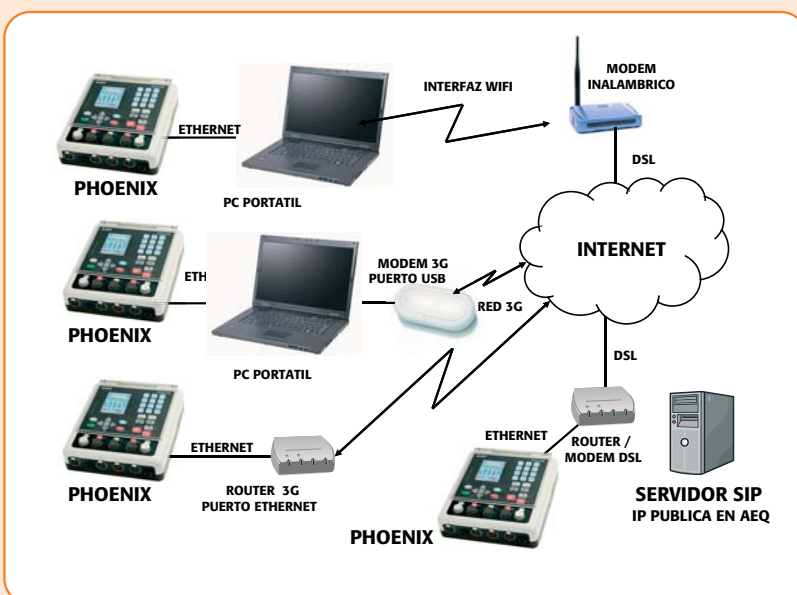 INTERFAZ WIFI
MODEM
INALAMBRICO
ETHERNET
DSL
PHOENIX
PC PORTATIL
INTERNET
MODEM 3G
PUERTO USB
ETH
RED 3G
PHOENIX
PC PORTATIL
DSL
ETHERNET
ETHERNET
ROUTER /
MODEM DSL
PHOENIX
ROUTER 3G
PUERTO ETHERNET
SERVIDOR SIP
IP PUBLICA EN AEQ
PHOENIX